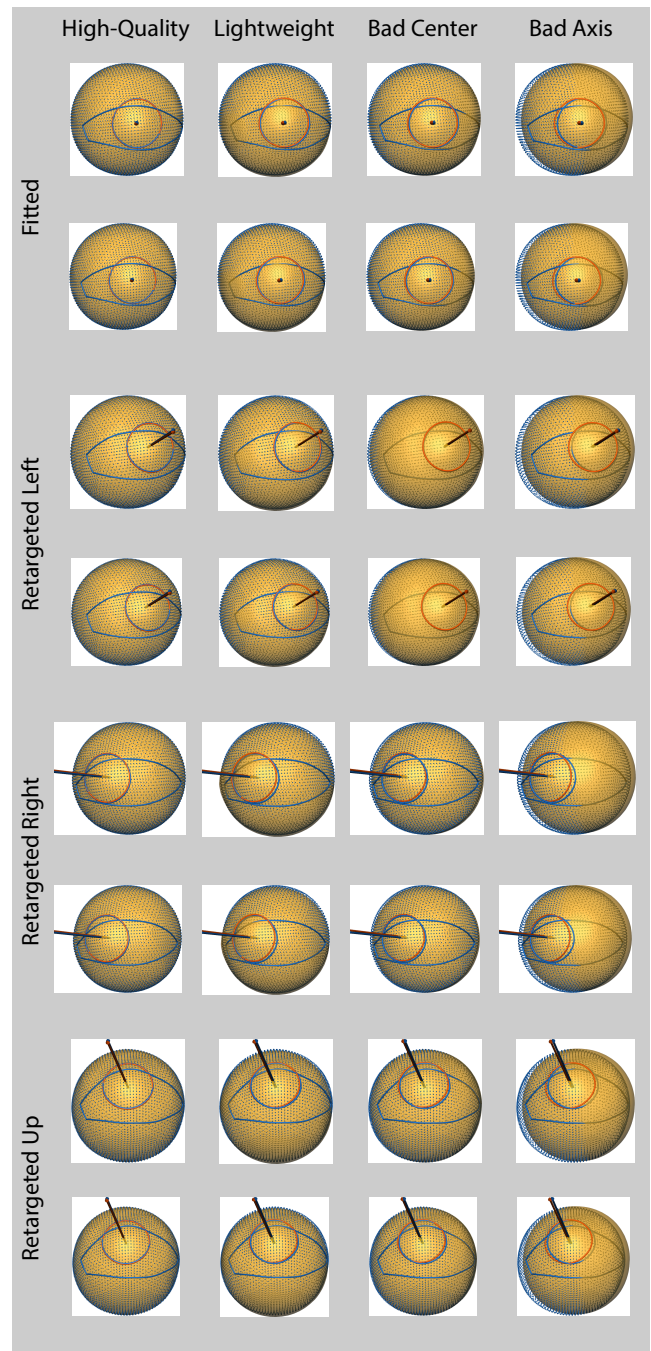 High-Quality
Lightweight
Bad Center
Bad Axis
Fitted
Retargeted Left
Retargeted Right
Retargeted Up